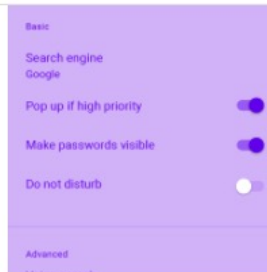 Basic
Search engine
Google
Pop up if high priority
Make passwords visible
Do not disturb
Advanced